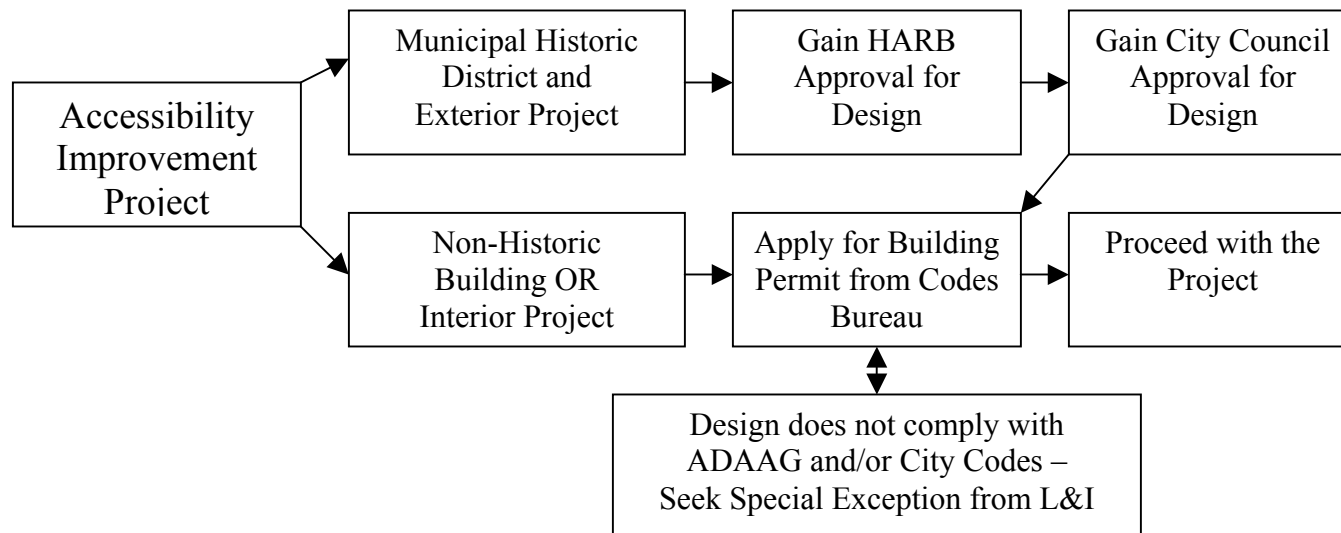 Accessibility
Improvement
Project
Municipal Historic
District and
Exterior Project
Gain HARB
Approval for
Design
Gain City Council
Approval for
Design
Non-Historic
Building OR
Interior Project
Apply for Building
Permit from Codes
Bureau
Proceed with the
Project
Design does not comply with
ADAAG and/or City Codes –
Seek Special Exception from L&I